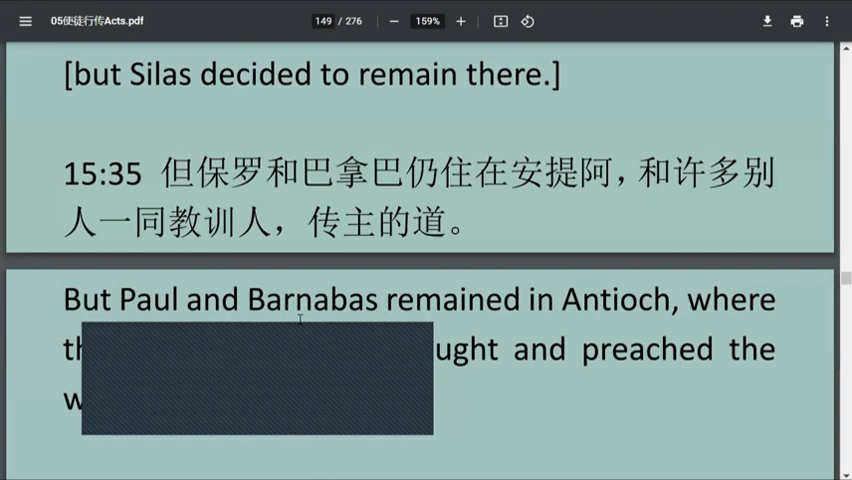 05使徒行传Acts.pdf
149 / 276
159%
[but Silas decided to remain there.]
15:35 但保罗和巴拿巴仍住在安提阿，和许多别
人一同教训人，传主的道。
But Paul and Barnabas remained in Antioch, where
ught and preached the